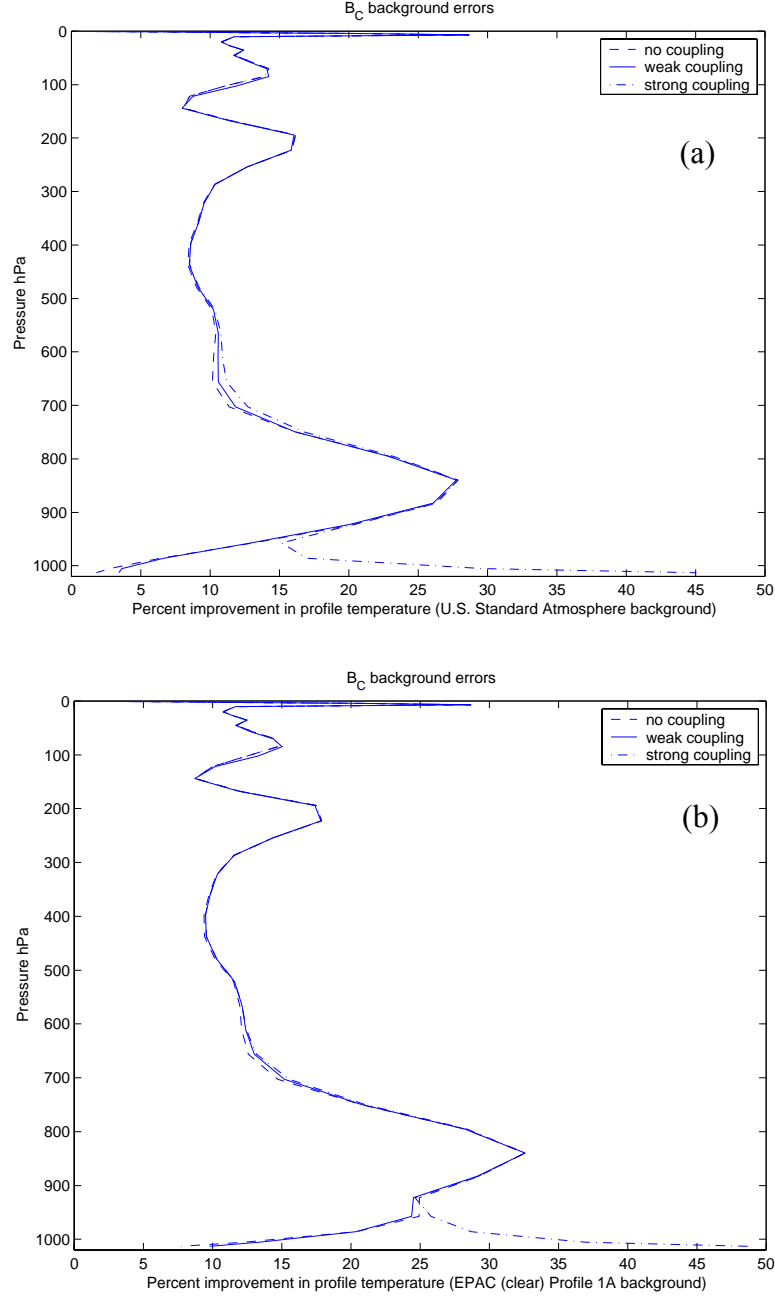 B_C background errors
0
100
200
300
400
500
600
700
800
900
1000
Pressure hPa
no coupling
weak coupling
strong coupling
(a)
0 5 10 15 20 25 30 35 40 45 50
Percent improvement in profile temperature (U.S. Standard Atmosphere background)
B_C background errors
0
100
200
300
400
500
600
700
800
900
1000
Pressure hPa
no coupling
weak coupling
strong coupling
(b)
0 5 10 15 20 25 30 35 40 45 50
Percent improvement in profile temperature (EPAC (clear) Profile 1A background)